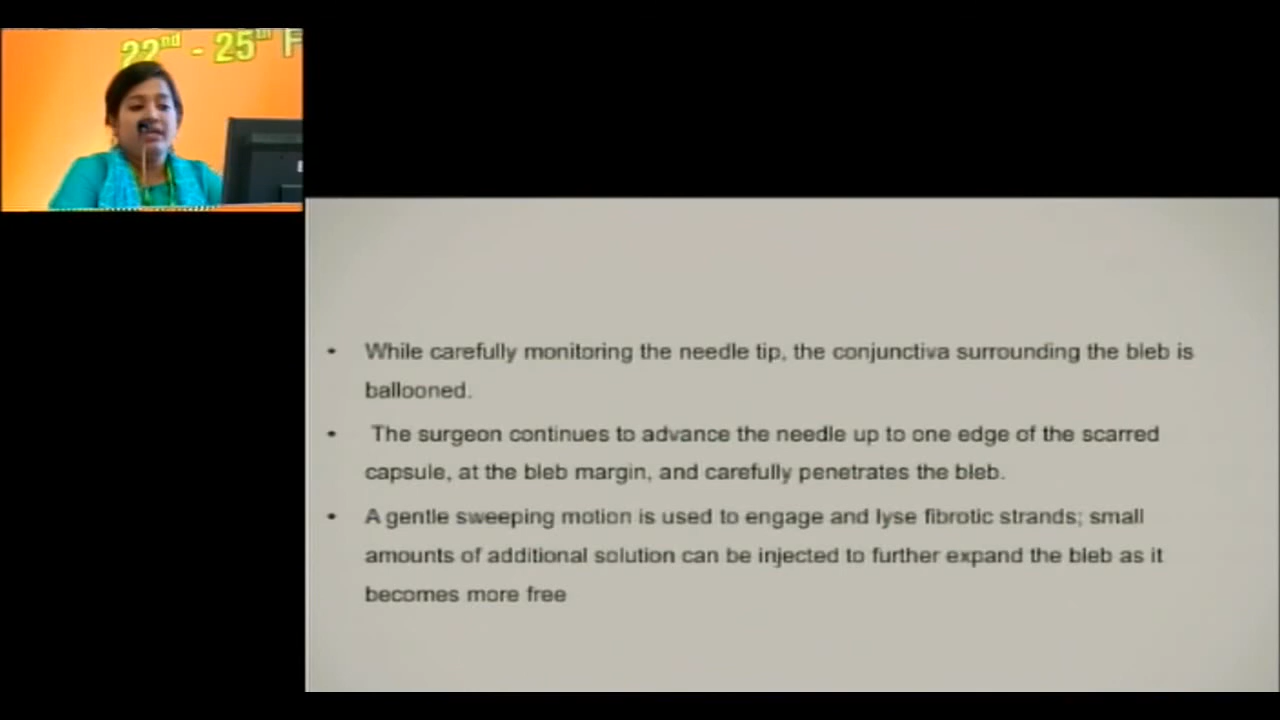 22nd - 25th F
• While carefully monitoring the needle tip, the conjunctiva surrounding the bleb is
ballooned.
• The surgeon continues to advance the needle up to one edge of the scarred
capsule, at the bleb margin, and carefully penetrates the bleb.
• A gentle sweeping motion is used to engage and lyse fibrotic strands; small
amounts of additional solution can be injected to further expand the bleb as it
becomes more free